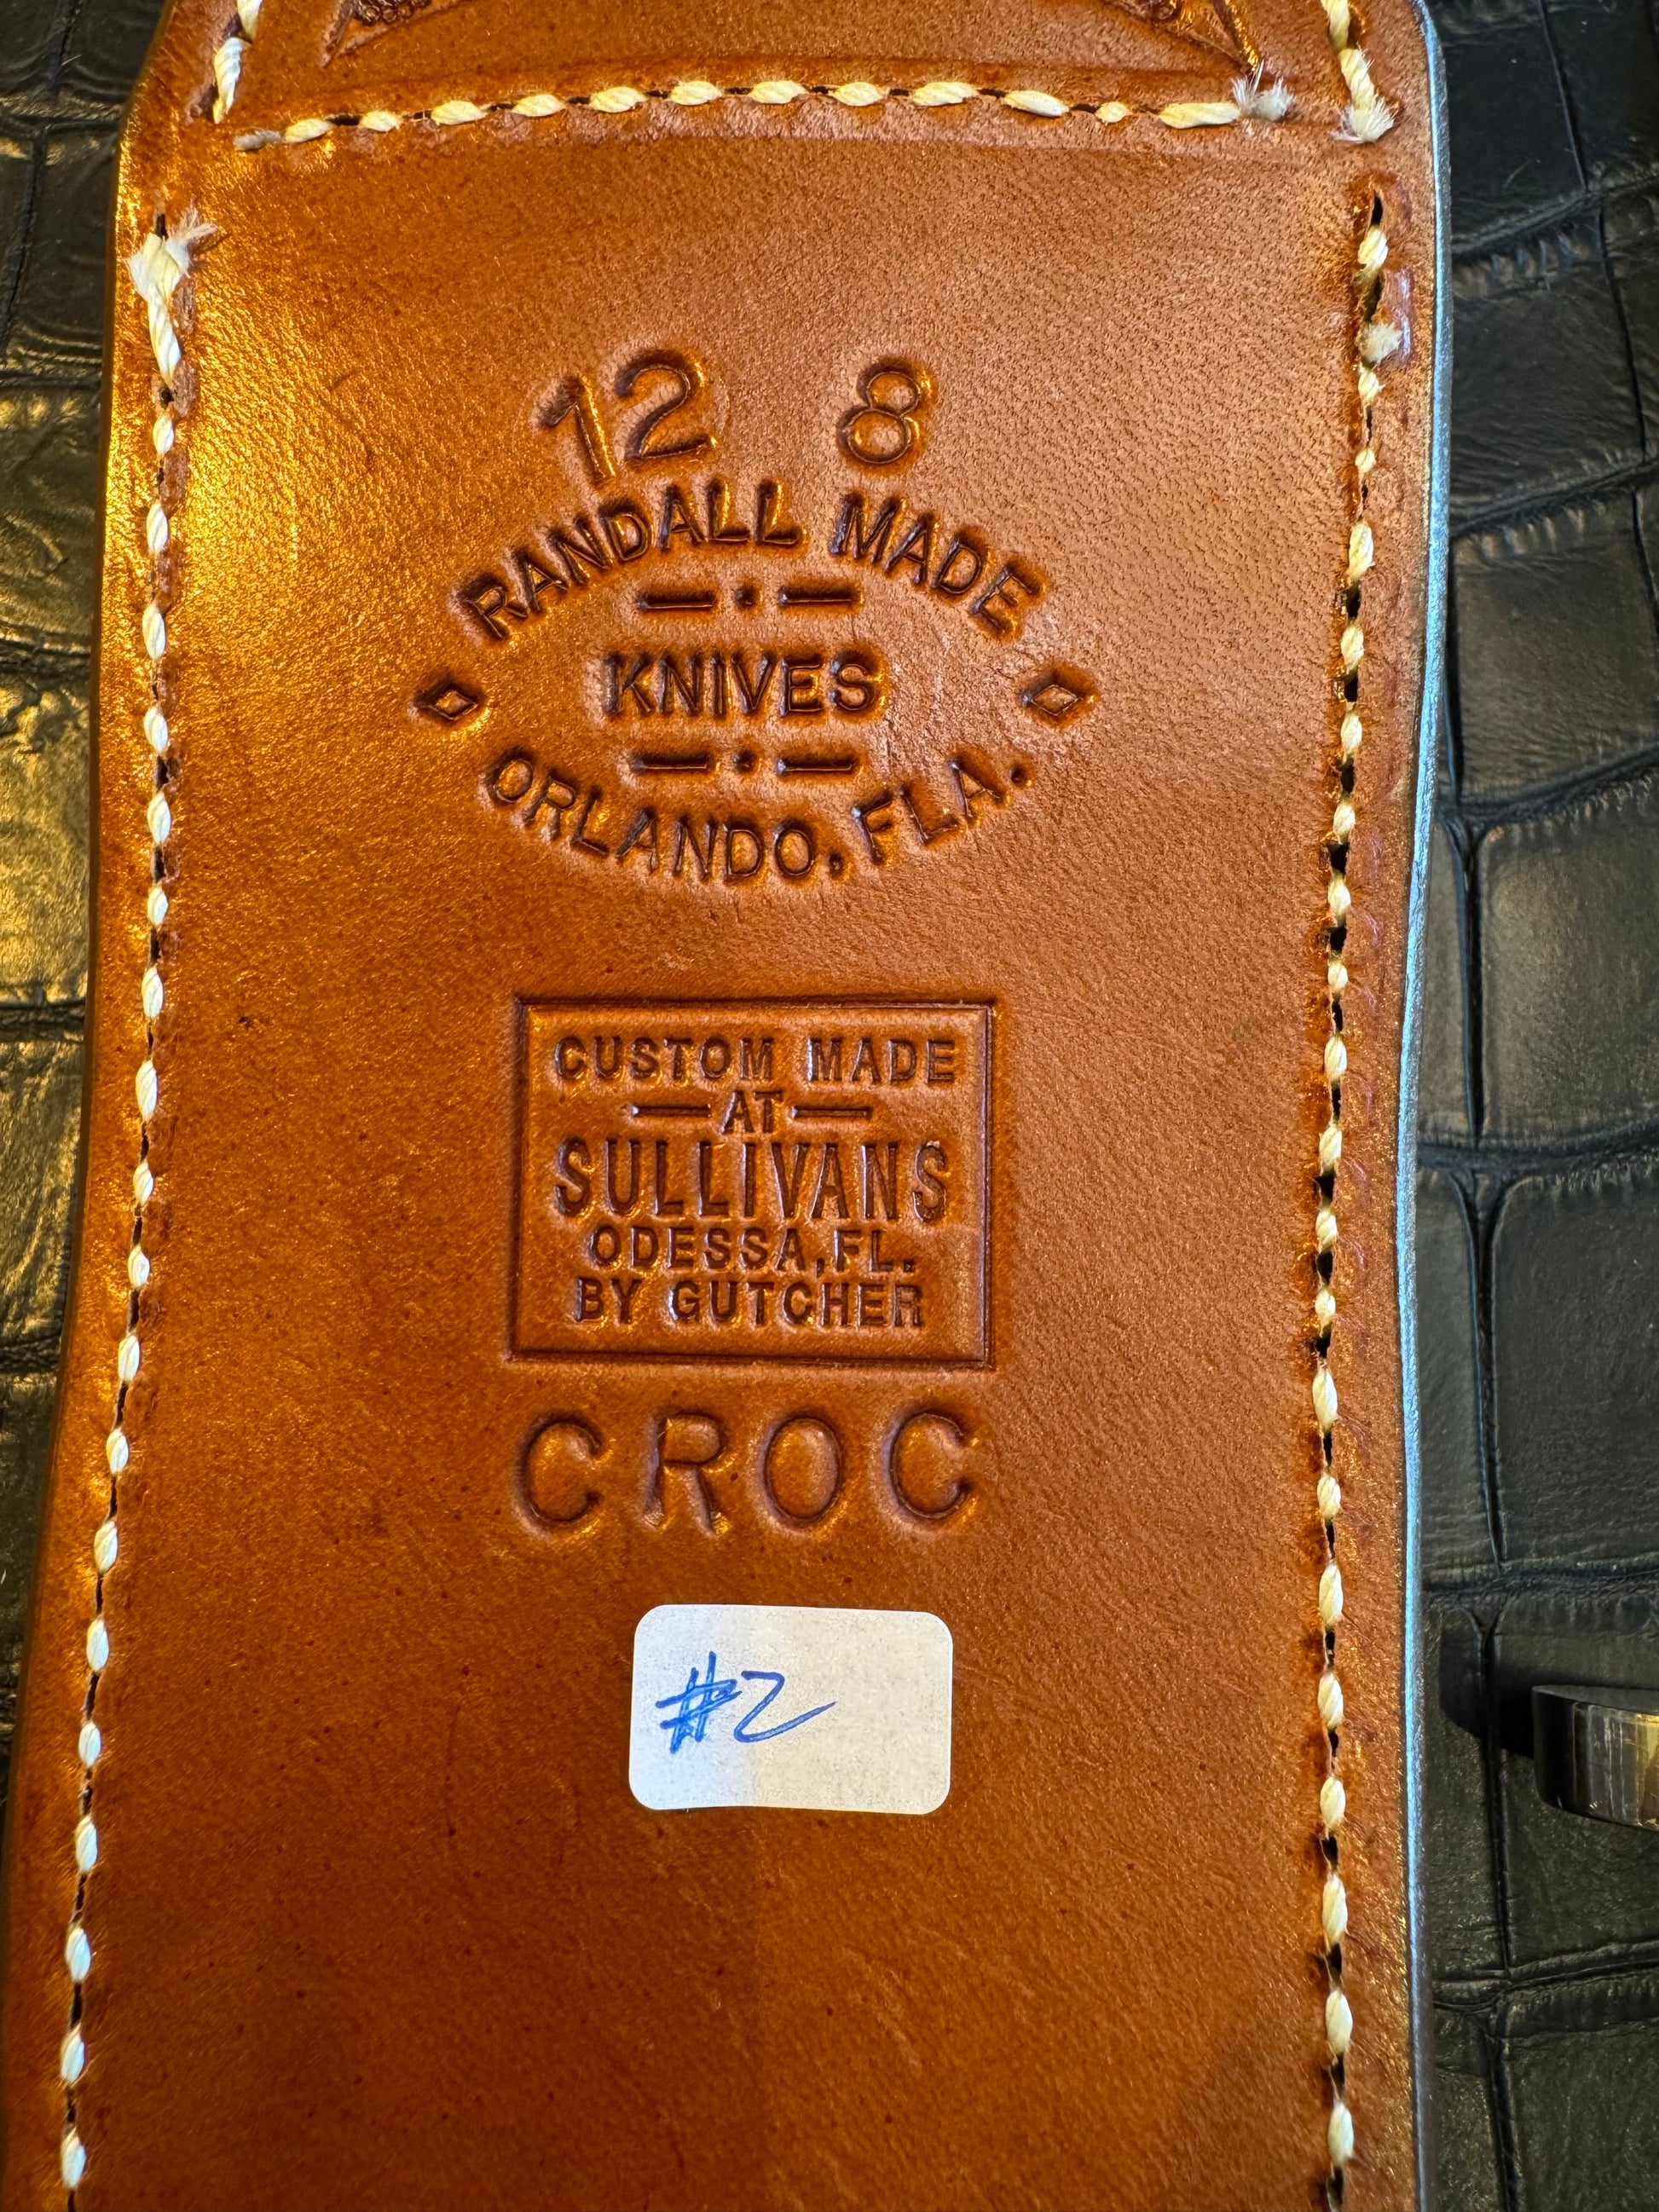 12 8
RANDALL MADE
KNIVES
ORLANDO, FLA.
CUSTOM MADE
AT
SULLIVANS
ODESSA, FL.
BY GUTCHER
CROC
#2